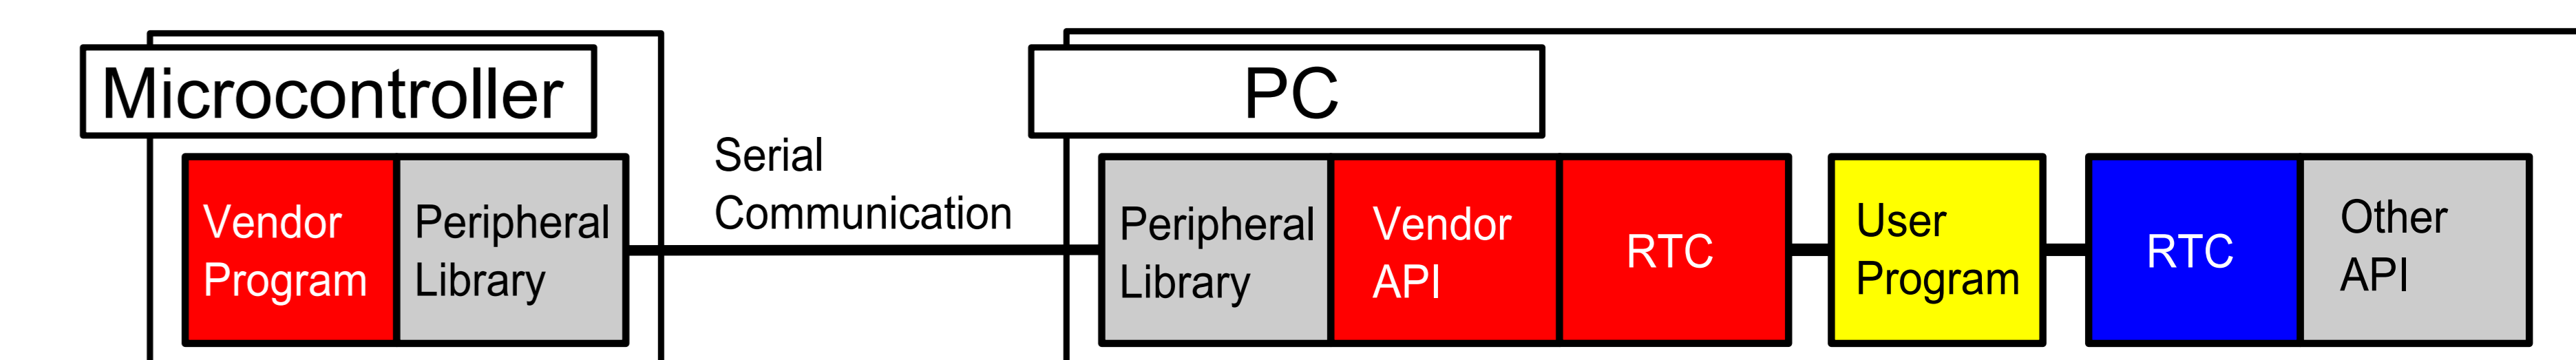 Microcontroller
PC
Serial
Communication
Vendor
Program
Peripheral
Library
Peripheral
Library
Vendor
API
RTC
User
Program
RTC
Other
API